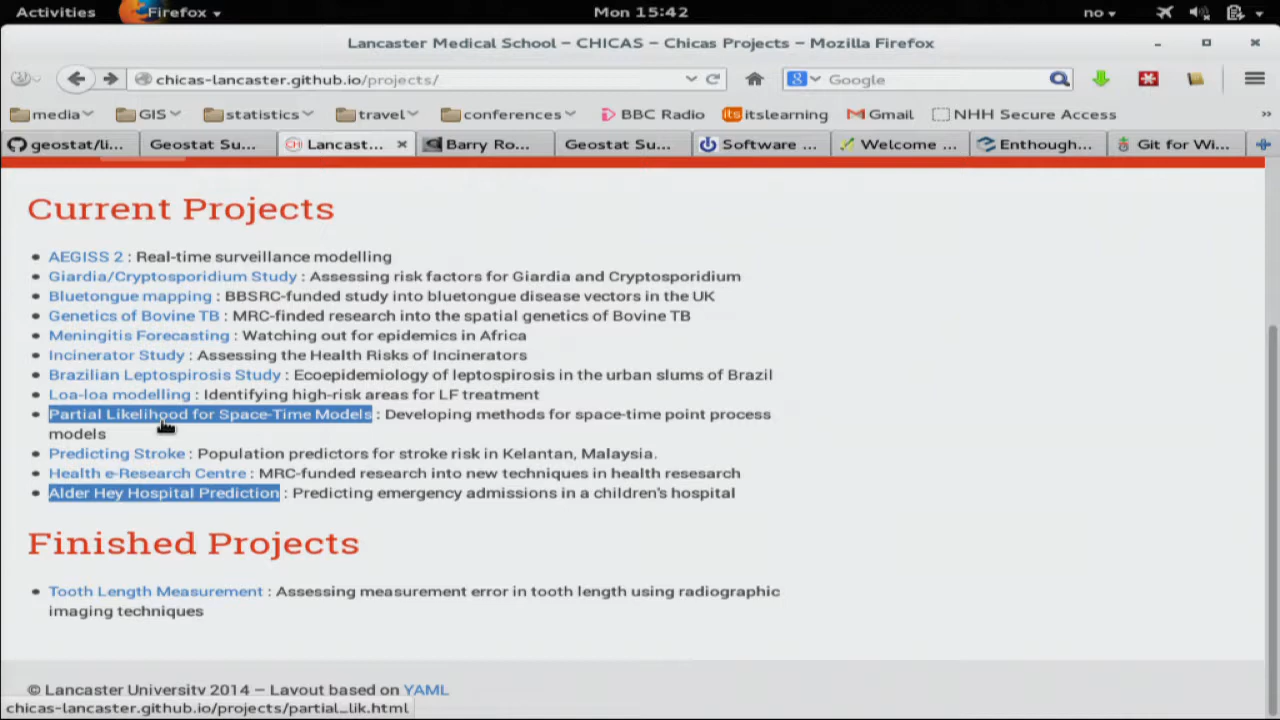 Activities Firefox Mon 15:42 no
Lancaster Medical School – CHICAS – Chicas Projects – Mozilla Firefox
chicas-lancaster.github.io/projects/ Google
media GIS statistics travel conferences BBC Radio its itslearning Gmail NHH Secure Access »
geostat/li... Geostat Su... Lancast... Barry Ro... Geostat Su... Software ... Welcome ... Enthough... Git for Wi...
Current Projects
AEGISS 2 : Real-time surveillance modelling
Giardia/Cryptosporidium Study : Assessing risk factors for Giardia and Cryptosporidium
Bluetongue mapping : BBSRC-funded study into bluetongue disease vectors in the UK
Genetics of Bovine TB : MRC-finded research into the spatial genetics of Bovine TB
Meningitis Forecasting : Watching out for epidemics in Africa
Incinerator Study : Assessing the Health Risks of Incinerators
Brazilian Leptospirosis Study : Ecoepidemiology of leptospirosis in the urban slums of Brazil
Loa-loa modelling : Identifying high-risk areas for LF treatment
Partial Likelihood for Space-Time Models : Developing methods for space-time point process
models
Predicting Stroke : Population predictors for stroke risk in Kelantan, Malaysia.
Health e-Research Centre : MRC-funded research into new techniques in health resesarch
Alder Hey Hospital Prediction : Predicting emergency admissions in a children's hospital
Finished Projects
Tooth Length Measurement : Assessing measurement error in tooth length using radiographic
imaging techniques
© Lancaster University 2014 – Layout based on YAML
chicas-lancaster.github.io/projects/partial_lik.html